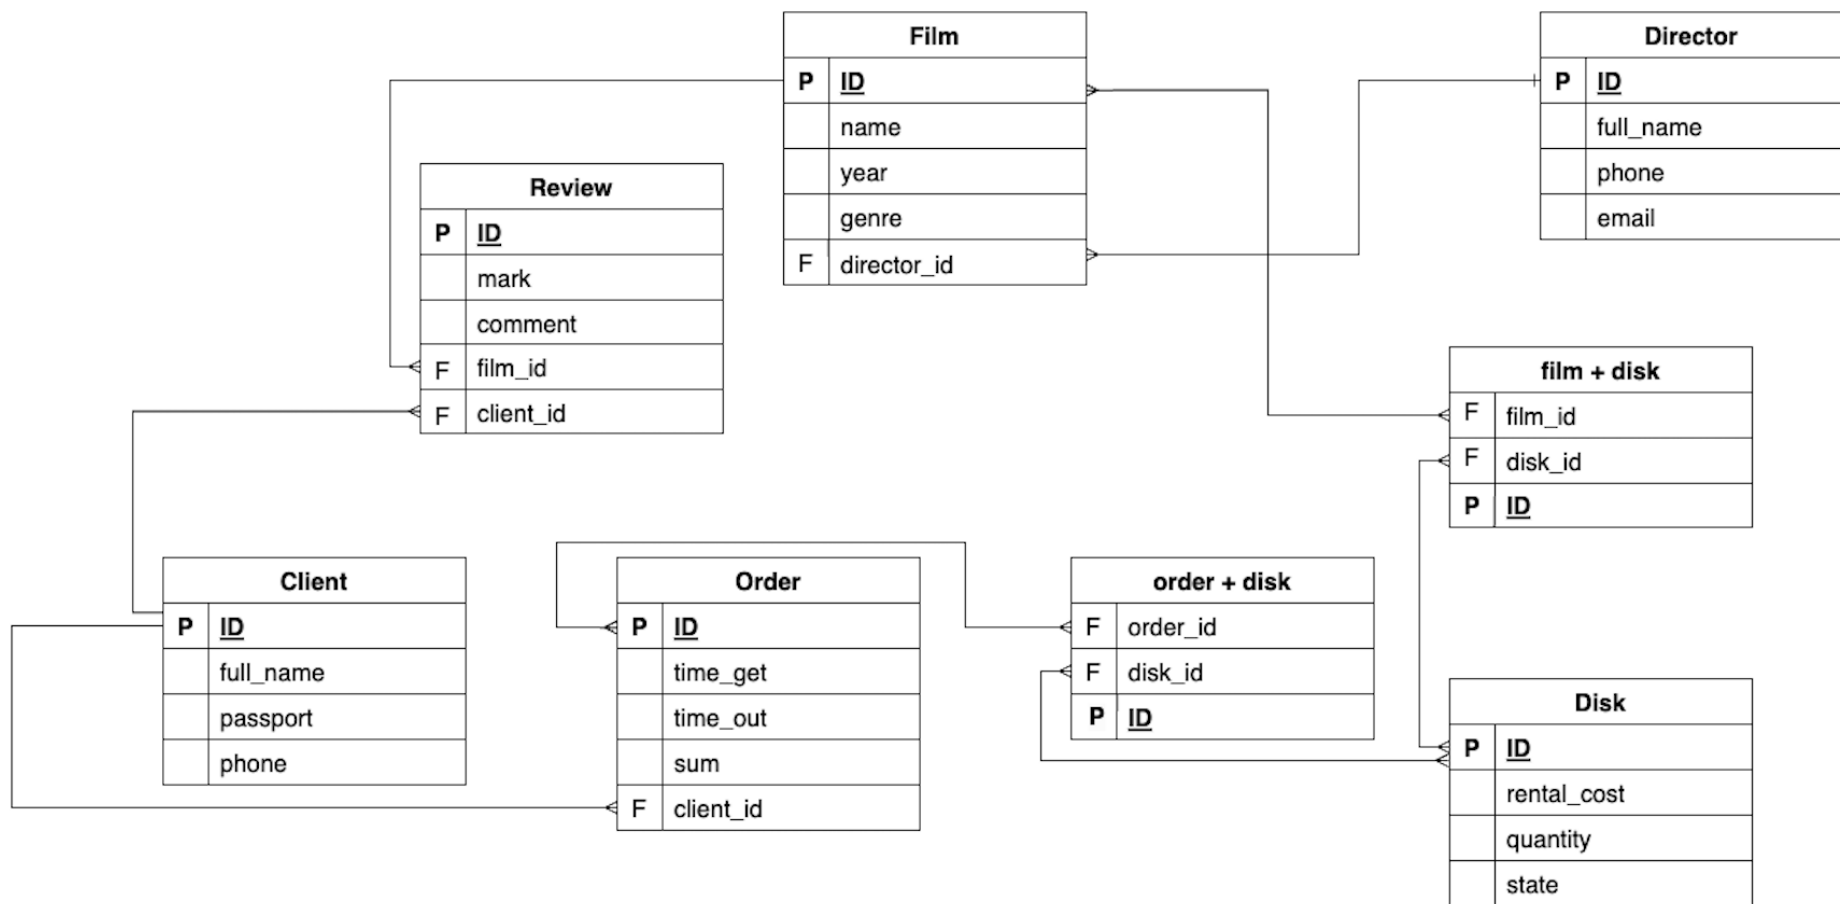 Film
P ID
name
year
genre
F director_id
Director
P ID
full_name
phone
email
Review
P ID
mark
comment
F film_id
F client_id
film + disk
F film_id
F disk_id
P ID
Client
P ID
full_name
passport
phone
Order
P ID
time_get
time_out
sum
F client_id
order + disk
F order_id
F disk_id
P ID
Disk
P ID
rental_cost
quantity
state